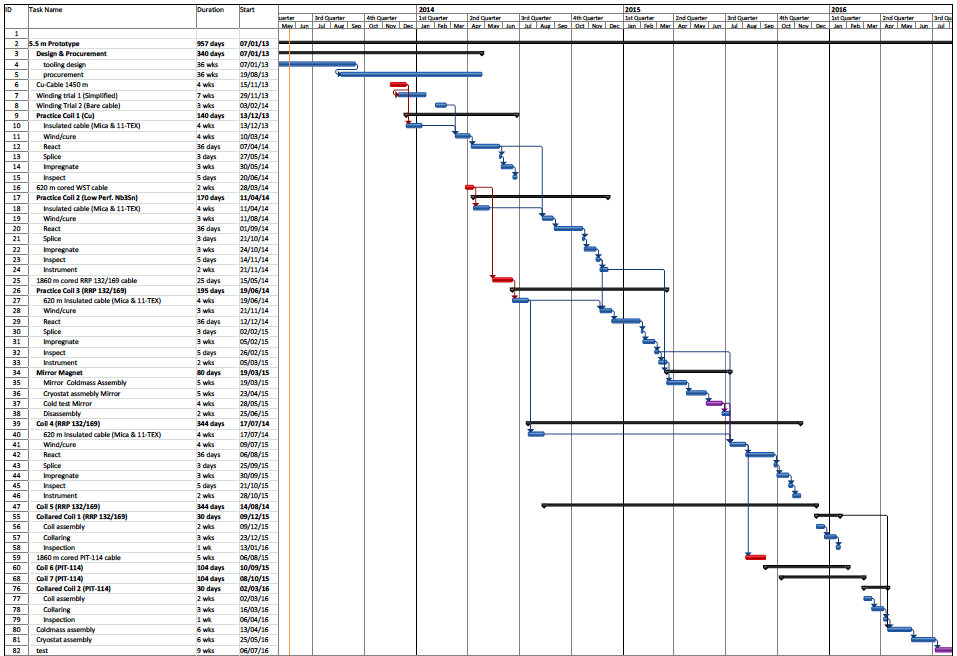 ID Task Name Duration Start
2014 2015 2016
uarter 3rd Quarter 4th Quarter 1st Quarter 2nd Quarter 3rd Quarter 4th Quarter 1st Quarter 2nd Quarter 3rd Quarter 4th Quarter 1st Quarter 2nd Quarter 3rd Qu
May Jun Jul Aug Sep Oct Nov Dec Jan Feb Mar Apr May Jun Jul Aug Sep Oct Nov Dec Jan Feb Mar Apr May Jun Jul Aug Sep Oct Nov Dec Jan Feb Mar Apr May Jun Jul
1
2 5.5 m Prototype 957 days 07/01/13
3 Design & Procurement 340 days 07/01/13
4 tooling design 36 wks 07/01/13
5 procurement 36 wks 19/08/13
6 Cu-Cable 1450 m 4 wks 15/11/13
7 Winding trial 1 (Simplified) 7 wks 29/11/13
8 Winding Trial 2 (Bare cable) 3 wks 03/02/14
9 Practice Coil 1 (Cu) 140 days 13/12/13
10 Insulated cable (Mica & 11-TEX) 4 wks 13/12/13
11 Wind/cure 4 wks 10/03/14
12 React 36 days 07/04/14
13 Splice 3 days 27/05/14
14 Impregnate 3 wks 30/05/14
15 Inspect 5 days 20/06/14
16 620 m cored WST cable 2 wks 28/03/14
17 Practice Coil 2 (Low Perf. Nb3Sn) 170 days 11/04/14
18 Insulated cable (Mica & 11-TEX) 4 wks 11/04/14
19 Wind/cure 3 wks 11/08/14
20 React 36 days 01/09/14
21 Splice 3 days 21/10/14
22 Impregnate 3 wks 24/10/14
23 Inspect 5 days 14/11/14
24 Instrument 2 wks 21/11/14
25 1860 m cored RRP 132/169 cable 25 days 15/05/14
26 Practice Coil 3 (RRP 132/169) 195 days 19/06/14
27 620 m Insulated cable (Mica & 11-TEX) 4 wks 19/06/14
28 Wind/cure 3 wks 21/11/14
29 React 36 days 12/12/14
30 Splice 3 days 02/02/15
31 Impregnate 3 wks 05/02/15
32 Inspect 5 days 26/02/15
33 Instrument 2 wks 05/03/15
34 Mirror Magnet 80 days 19/03/15
35 Mirror Coldmass Assembly 5 wks 19/03/15
36 Cryostat assmebly Mirror 5 wks 23/04/15
37 Cold test Mirror 4 wks 28/05/15
38 Disassembly 2 wks 25/06/15
39 Coil 4 (RRP 132/169) 344 days 17/07/14
40 620 m Insulated cable (Mica & 11-TEX) 4 wks 17/07/14
41 Wind/cure 4 wks 09/07/15
42 React 36 days 06/08/15
43 Splice 3 days 25/09/15
44 Impregnate 3 wks 30/09/15
45 Inspect 5 days 21/10/15
46 Instrument 2 wks 28/10/15
47 Coil 5 (RRP 132/169) 344 days 14/08/14
55 Collared Coil 1 (RRP 132/169) 30 days 09/12/15
56 Coil assembly 2 wks 09/12/15
57 Collaring 3 wks 23/12/15
58 Inspection 1 wk 13/01/16
59 1860 m cored PIT-114 cable 5 wks 06/08/15
60 Coil 6 (PIT-114) 104 days 10/09/15
68 Coil 7 (PIT-114) 104 days 08/10/15
76 Collared Coil 2 (PIT-114) 30 days 02/03/16
77 Coil assembly 2 wks 02/03/16
78 Collaring 3 wks 16/03/16
79 Inspection 1 wk 06/04/16
80 Coldmass assembly 6 wks 13/04/16
81 Cryostat assembly 6 wks 25/05/16
82 test 9 wks 06/07/16